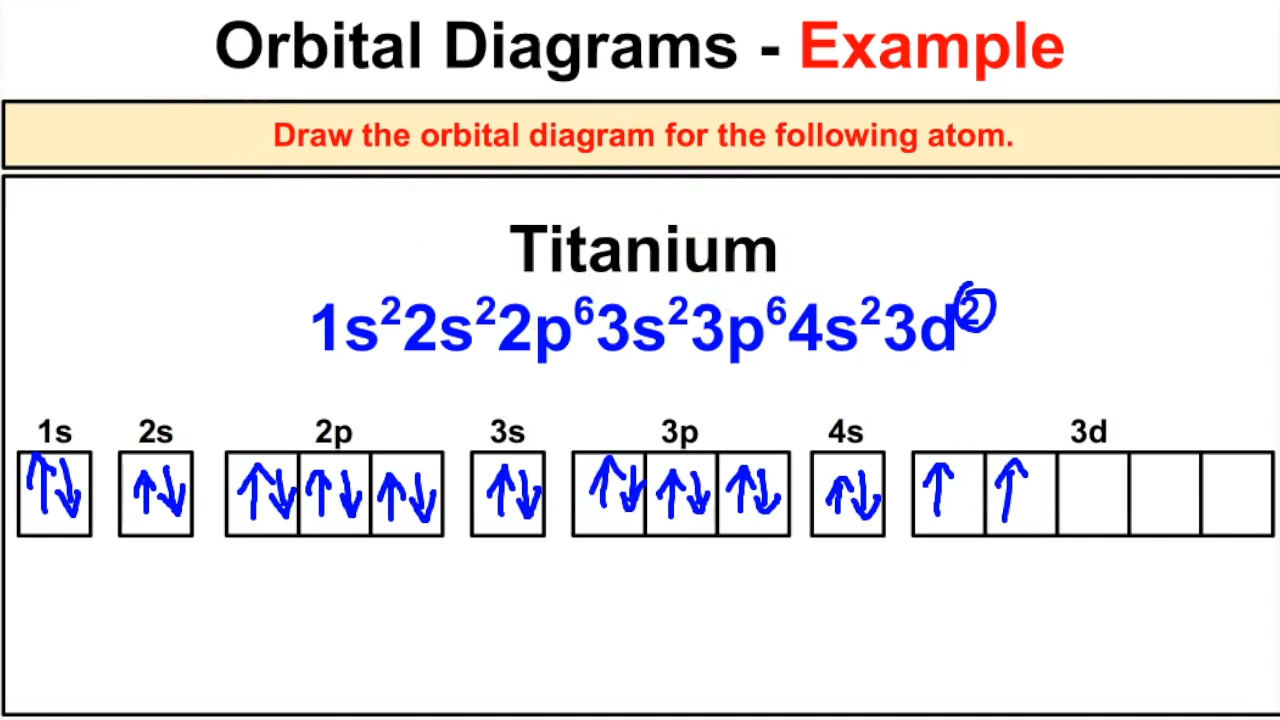 Orbital Diagrams - Example
Draw the orbital diagram for the following atom.
Titanium
1s²2s²2p⁶3s²3p⁶4s²3d²
1s 2s 2p 3s 3p 4s 3d
↑↓ ↑↓ ↑↓ ↑↓ ↑↓ ↑↓ ↑↓ ↑↓ ↑↓ ↑↓ ↑ ↑